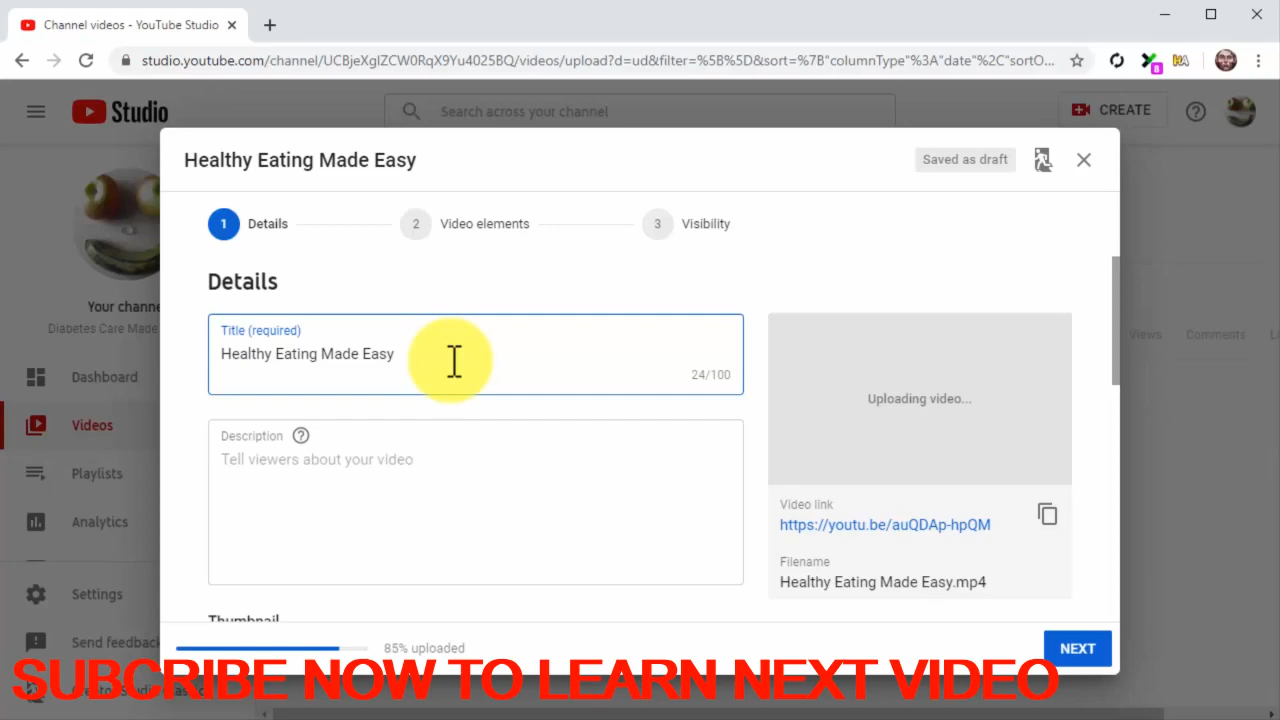 Channel videos - YouTube Studio
studio.youtube.com/channel/UCBjeXgIZCW0RqX9Yu4025BQ/videos/upload?d=ud&filter=%5B%5D&sort=%7B"columnType"%3A"date"%2C"sortO...
8
Studio
Search across your channel
CREATE
Healthy Eating Made Easy
Saved as draft
1 Details
2 Video elements
3 Visibility
Details
Your channe
Diabetes Care Made
Title (required)
Healthy Eating Made Easy
24/100
Uploading video...
Views
Comments
Dashboard
Videos
Description
Tell viewers about your video
Playlists
Analytics
Video link
https://youtu.be/auQDAp-hpQM
Filename
Healthy Eating Made Easy.mp4
Settings
Thumbnail
Send feedback
85% uploaded
NEXT
SUBCRIBE NOW TO LEARN NEXT VIDEO